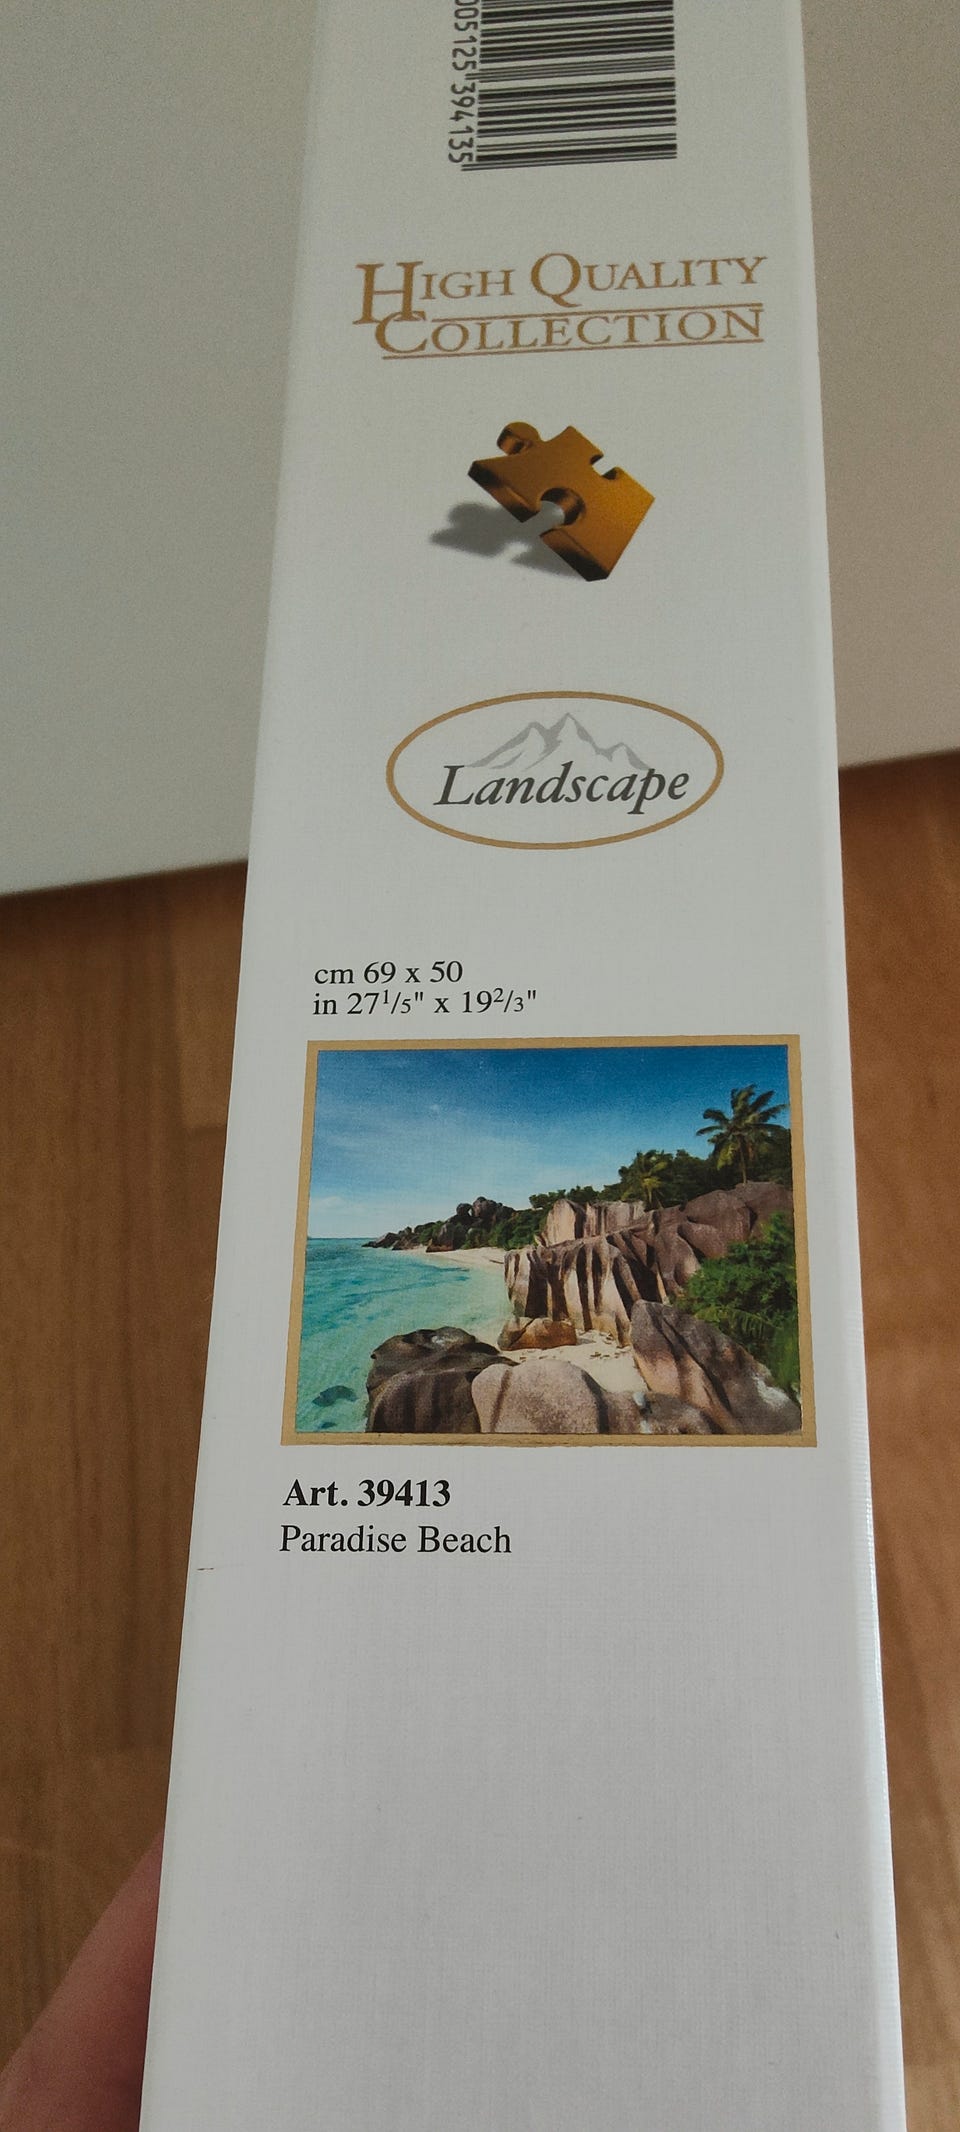 005125 394135
HIGH QUALITY
COLLECTION
Landscape
cm 69 x 50
in 27¹/₅" x 19²/₃"
Art. 39413
Paradise Beach